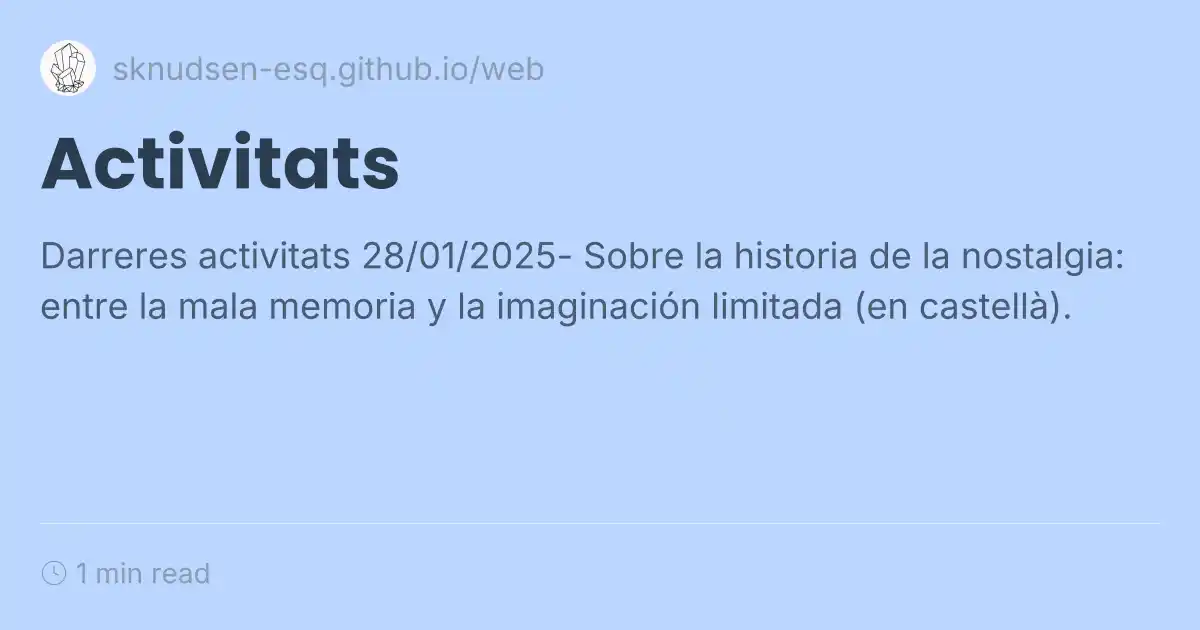 sknudsen-esq.github.io/web
Activitats
Darreres activitats 28/01/2025- Sobre la historia de la nostalgia:
entre la mala memoria y la imaginación limitada (en castellà).
1 min read